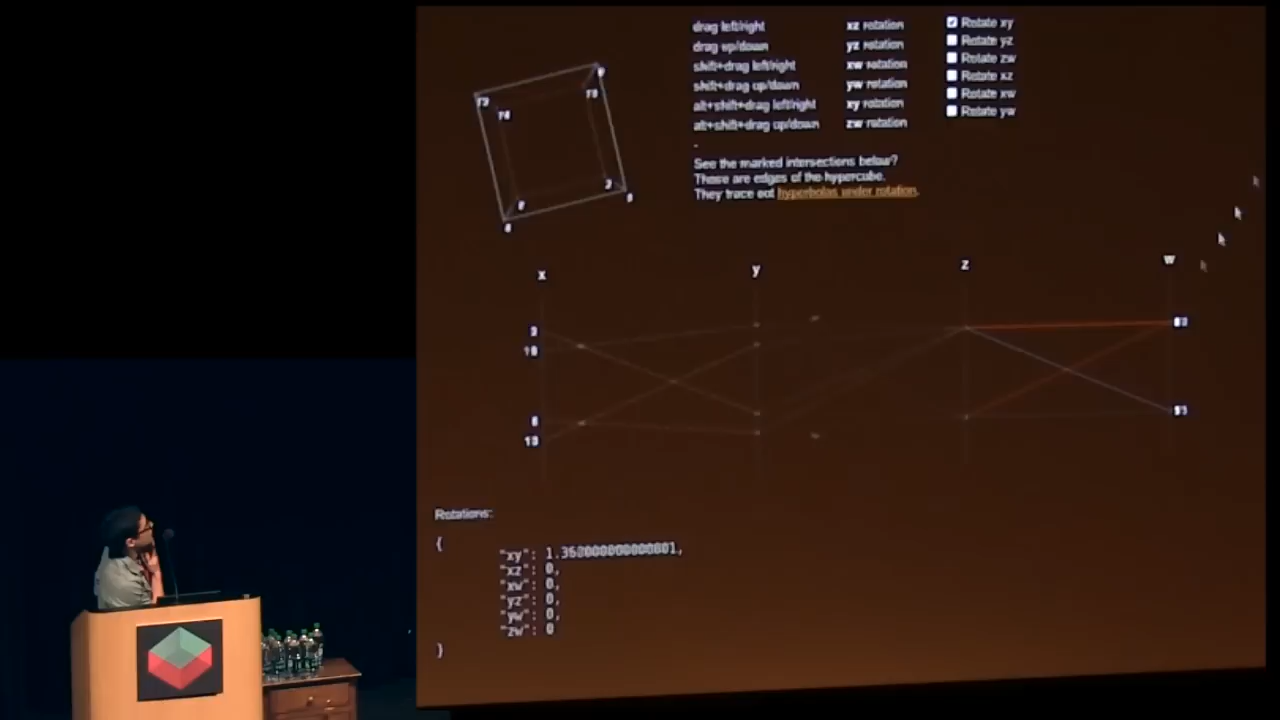 drag left/right xz rotation
drag up/down yz rotation
shift+drag left/right xw rotation
shift+drag up/down yw rotation
alt+shift+drag left/right xy rotation
alt+shift+drag up/down zw rotation
Rotate xy
Rotate yz
Rotate zw
Rotate xz
Rotate xw
Rotate yw
See the marked intersections below?
These are edges of the hypercube.
They trace out hyperbolas under rotation.
x y z w
Rotations:
{
"xy": 1.3600000000000001,
"xz": 0,
"xw": 0,
"yz": 0,
"yw": 0,
"zw": 0
}